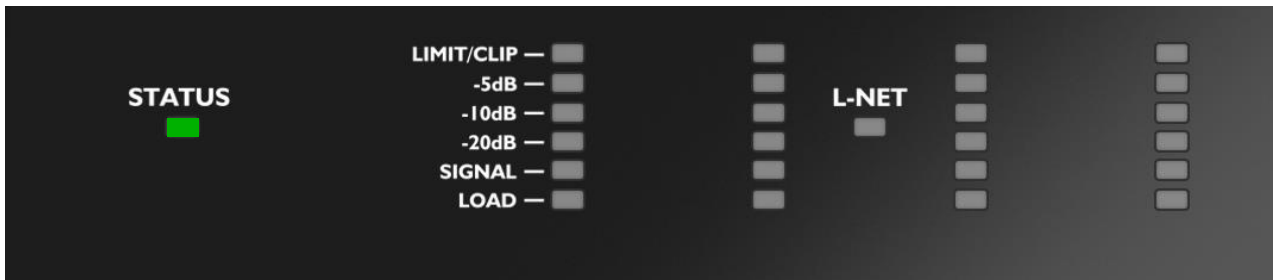 STATUS
LIMIT/CLIP
-5dB
-10dB
-20dB
SIGNAL
LOAD
L-NET